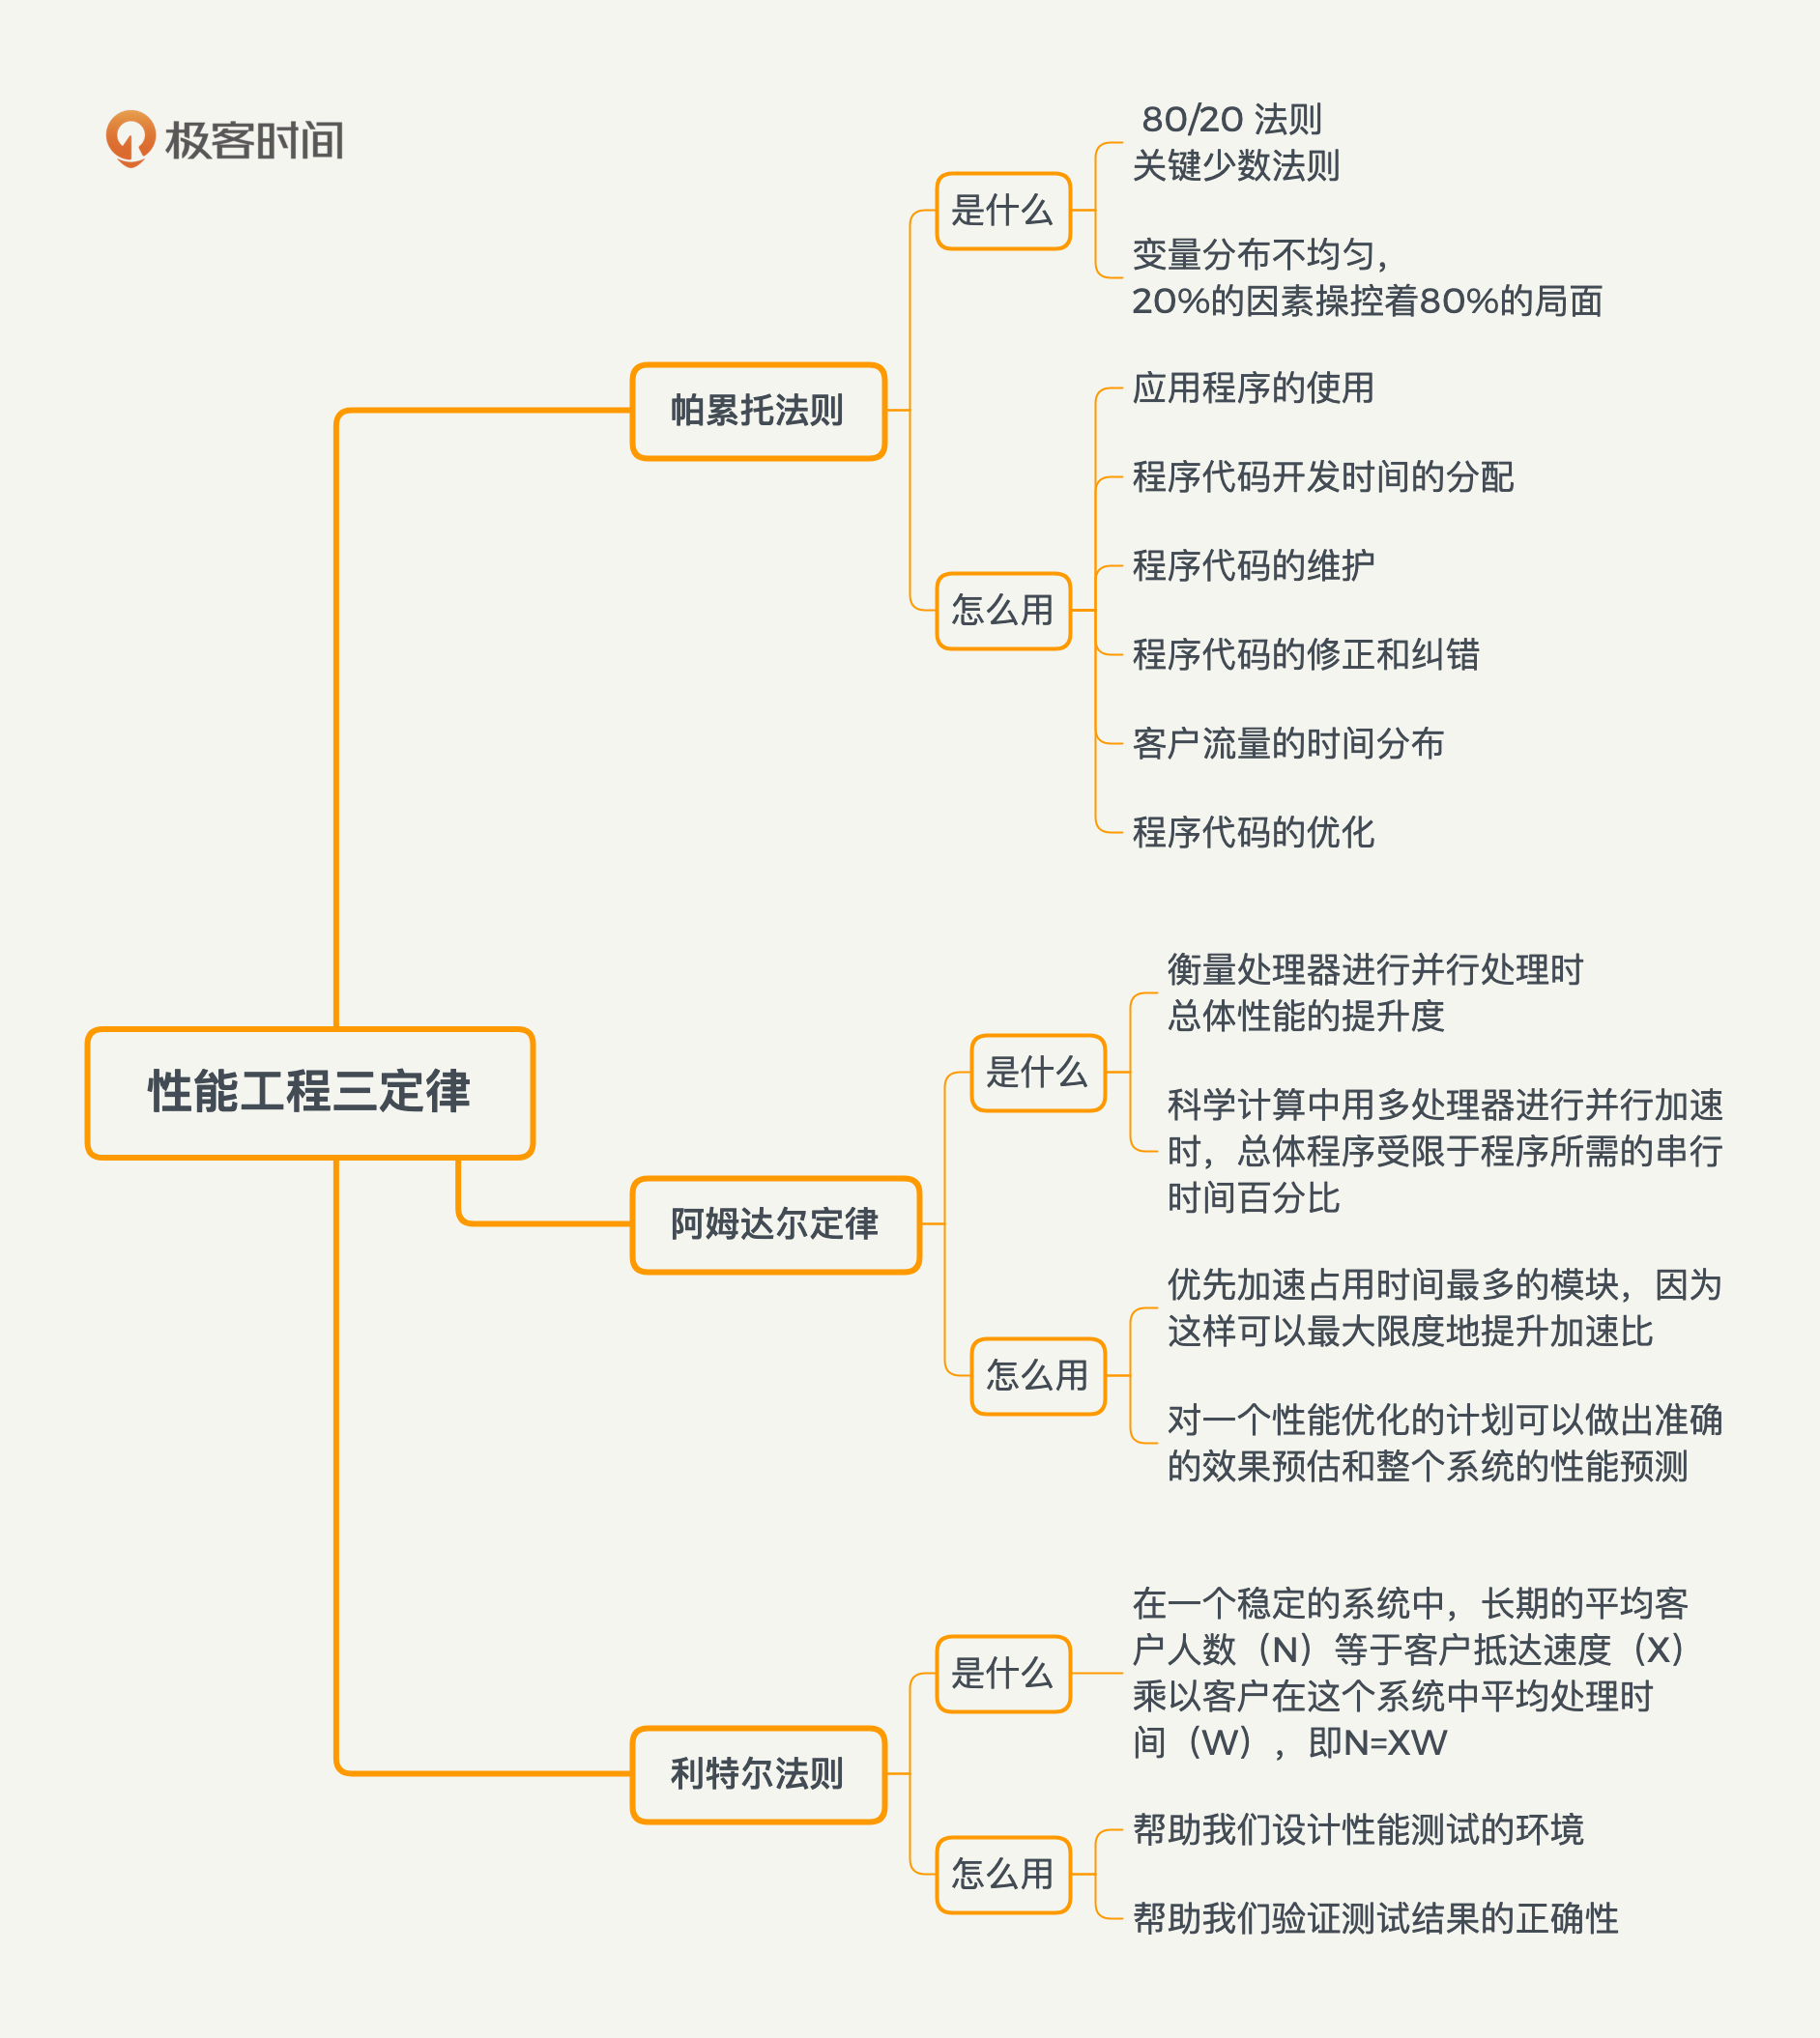 极客时间
性能工程三定律
帕累托法则
是什么
80/20 法则
关键少数法则
变量分布不均匀，
20%的因素操控着80%的局面
怎么用
应用程序的使用
程序代码开发时间的分配
程序代码的维护
程序代码的修正和纠错
客户流量的时间分布
程序代码的优化
阿姆达尔定律
是什么
衡量处理器进行并行处理时
总体性能的提升度
科学计算中用多处理器进行并行加速
时，总体程序受限于程序所需的串行
时间百分比
怎么用
优先加速占用时间最多的模块，因为
这样可以最大限度地提升加速比
对一个性能优化的计划可以做出准确
的效果预估和整个系统的性能预测
利特尔法则
是什么
在一个稳定的系统中，长期的平均客
户人数（N）等于客户抵达速度（X）
乘以客户在这个系统中平均处理时
间（W），即N=XW
怎么用
帮助我们设计性能测试的环境
帮助我们验证测试结果的正确性